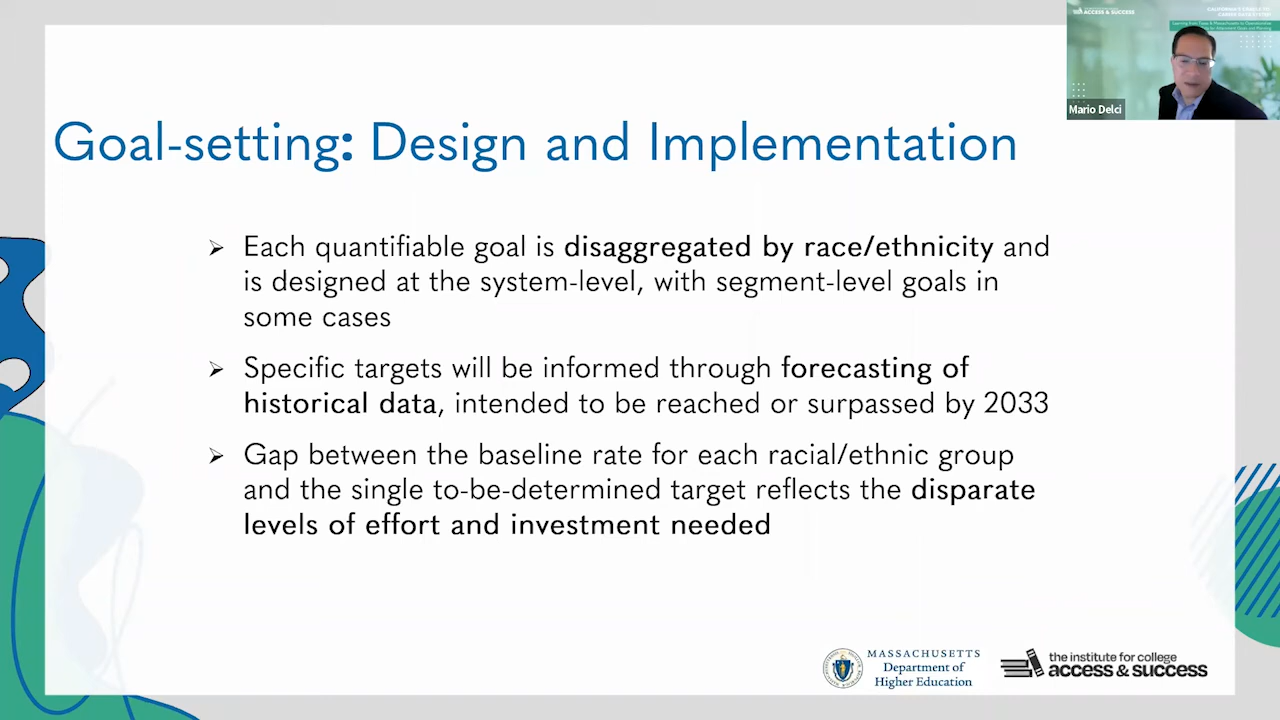 ACCESS & SUCCESS
Mario Delci
Goal-setting: Design and Implementation
➢ Each quantifiable goal is disaggregated by race/ethnicity and
is designed at the system-level, with segment-level goals in
some cases
➢ Specific targets will be informed through forecasting of
historical data, intended to be reached or surpassed by 2033
➢ Gap between the baseline rate for each racial/ethnic group
and the single to-be-determined target reflects the disparate
levels of effort and investment needed
MASSACHUSETTS
Department of
Higher Education
the institute for college
access & success